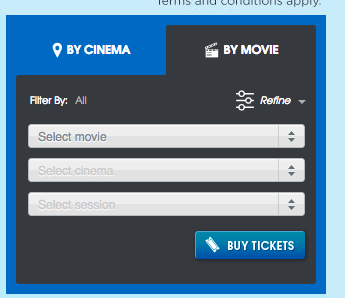 Terms and conditions apply.
BY CINEMA
BY MOVIE
Filter By: All
Refine
Select movie
Select cinema
Select session
BUY TICKETS